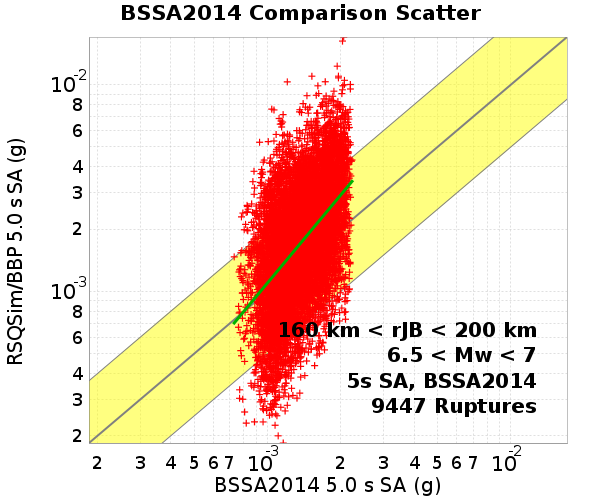 BSSA2014 Comparison Scatter
RSQSim/BBP 5.0 s SA (g)
10-2
8
6
4
3
2
10-3
8
6
4
3
2
160 km < rJB < 200 km
6.5 < Mw < 7
5s SA, BSSA2014
9447 Ruptures
2 3 4 5 6 7 10-3 2 3 4 5 6 7 10-2
BSSA2014 5.0 s SA (g)